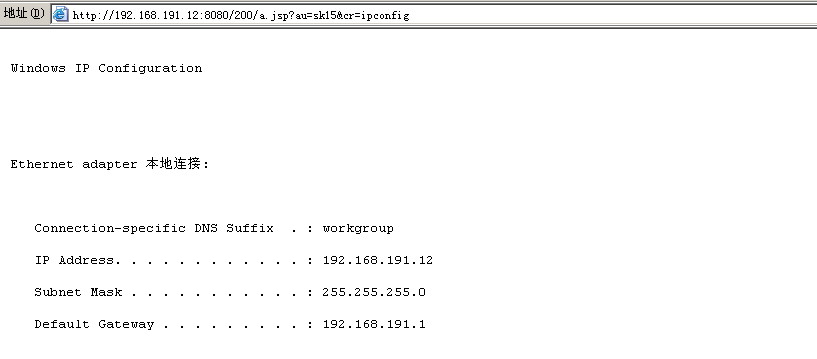 地址(D) http://192.168.191.12:8080/200/a.jsp?au=sk15&cr=ipconfig
Windows IP Configuration
Ethernet adapter 本地连接:
Connection-specific DNS Suffix . : workgroup
IP Address. . . . . . . . . . . . : 192.168.191.12
Subnet Mask . . . . . . . . . . . : 255.255.255.0
Default Gateway . . . . . . . . . : 192.168.191.1